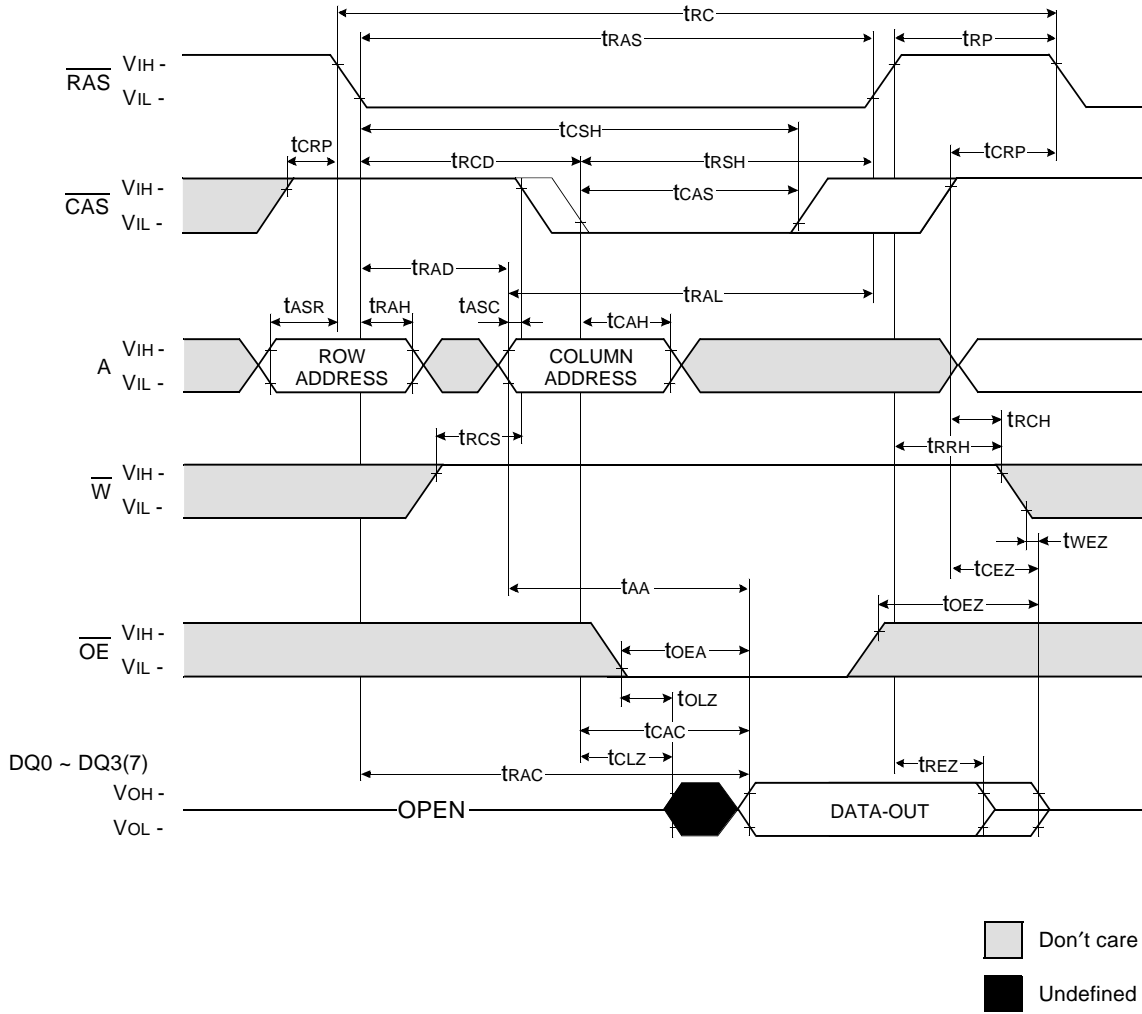 tRC
tRAS
tRP
RAS
VIH -
VIL -
tCSH
tCRP
tRCD
tRSH
tCRP
CAS
VIH -
VIL -
tCAS
tRAD
tRAL
tASR
tRAH
tASC
tCAH
A
VIH -
VIL -
ROW
ADDRESS
COLUMN
ADDRESS
tRCH
tRCS
tRRH
W
VIH -
VIL -
tWEZ
tCEZ
tAA
tOEZ
OE
VIH -
VIL -
tOEA
tOLZ
tCAC
DQ0 ~ DQ3(7)
tCLZ
tREZ
tRAC
VOH -
VOL -
OPEN
DATA-OUT
Don′t care
Undefined